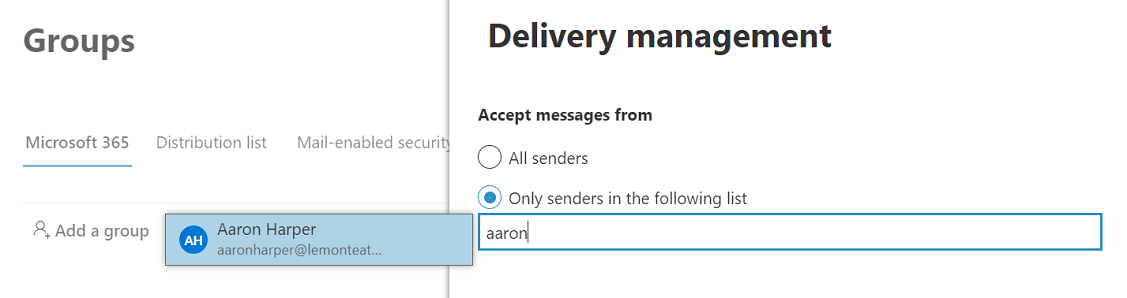 Groups
Microsoft 365 Distribution list Mail-enabled security
Add a group
AH
Aaron Harper
aaronharper@lemonteat...
Delivery management
Accept messages from
All senders
Only senders in the following list
aaron